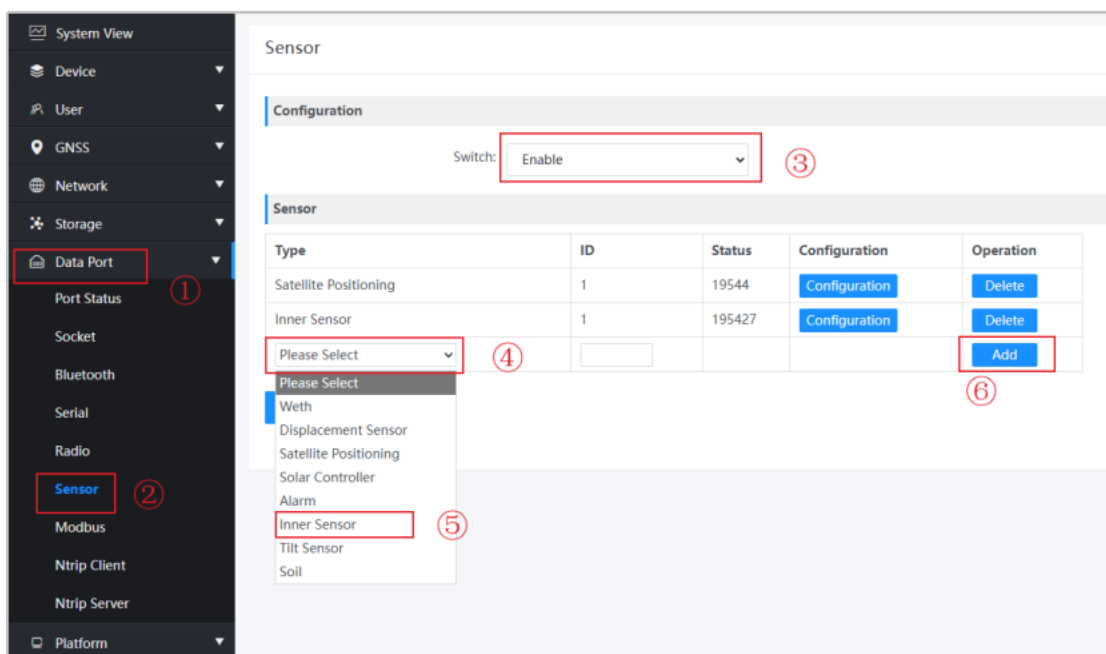 System View
Device
User
GNSS
Network
Storage
Data Port
①
Port Status
Socket
Bluetooth
Serial
Radio
Sensor
②
Modbus
Ntrip Client
Ntrip Server
Platform
Sensor
Configuration
Switch: Enable
③
Sensor
Type ID Status Configuration Operation
Satellite Positioning 1 19544 Configuration Delete
Inner Sensor 1 195427 Configuration Delete
Please Select ④ Add
⑥
Please Select
Weth
Displacement Sensor
Satellite Positioning
Solar Controller
Alarm
Inner Sensor ⑤
Tilt Sensor
Soil